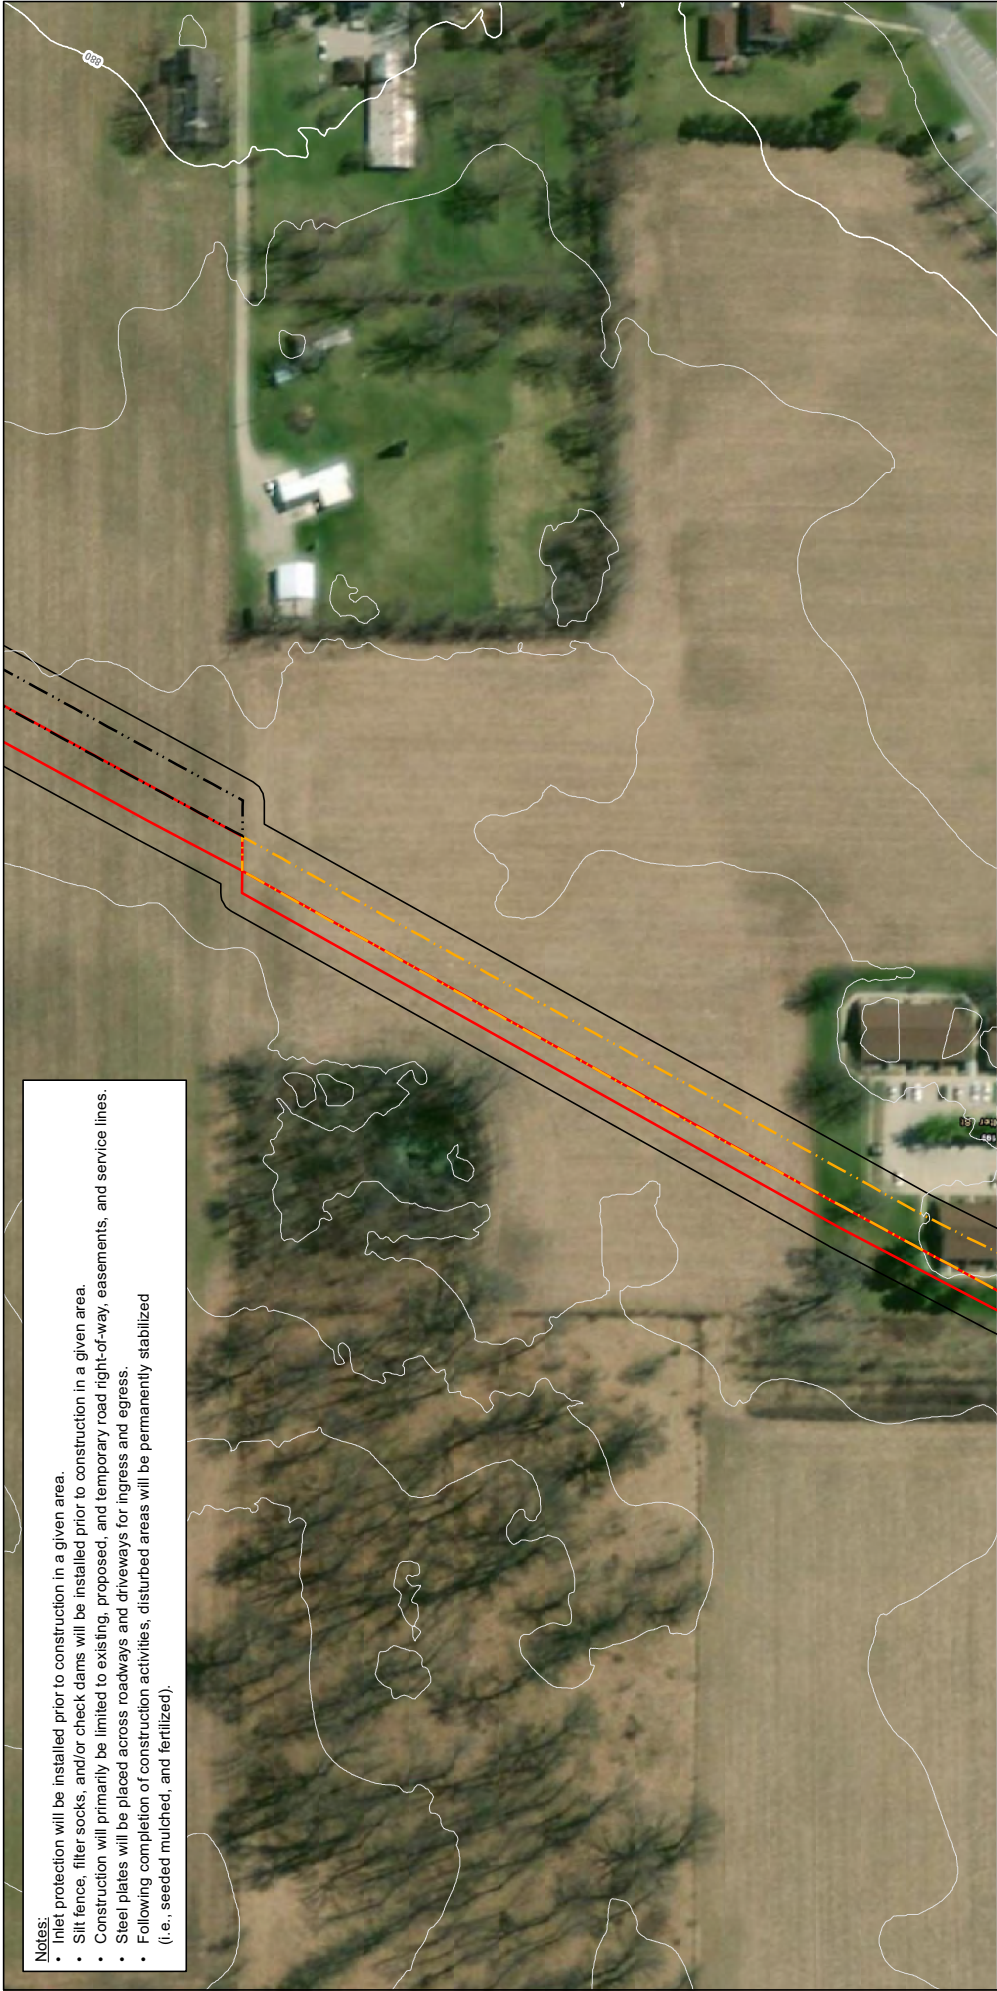 Notes:
• Inlet protection will be installed prior to construction in a given area.
• Silt fence, filter socks, and/or check dams will be installed prior to construction in a given area.
• Construction will primarily be limited to existing, proposed, and temporary road right-of-way, easements, and service lines.
• Steel plates will be placed across roadways and driveways for ingress and egress.
• Following completion of construction activities, disturbed areas will be permanently stabilized
(i.e., seeded mulched, and fertilized).
880